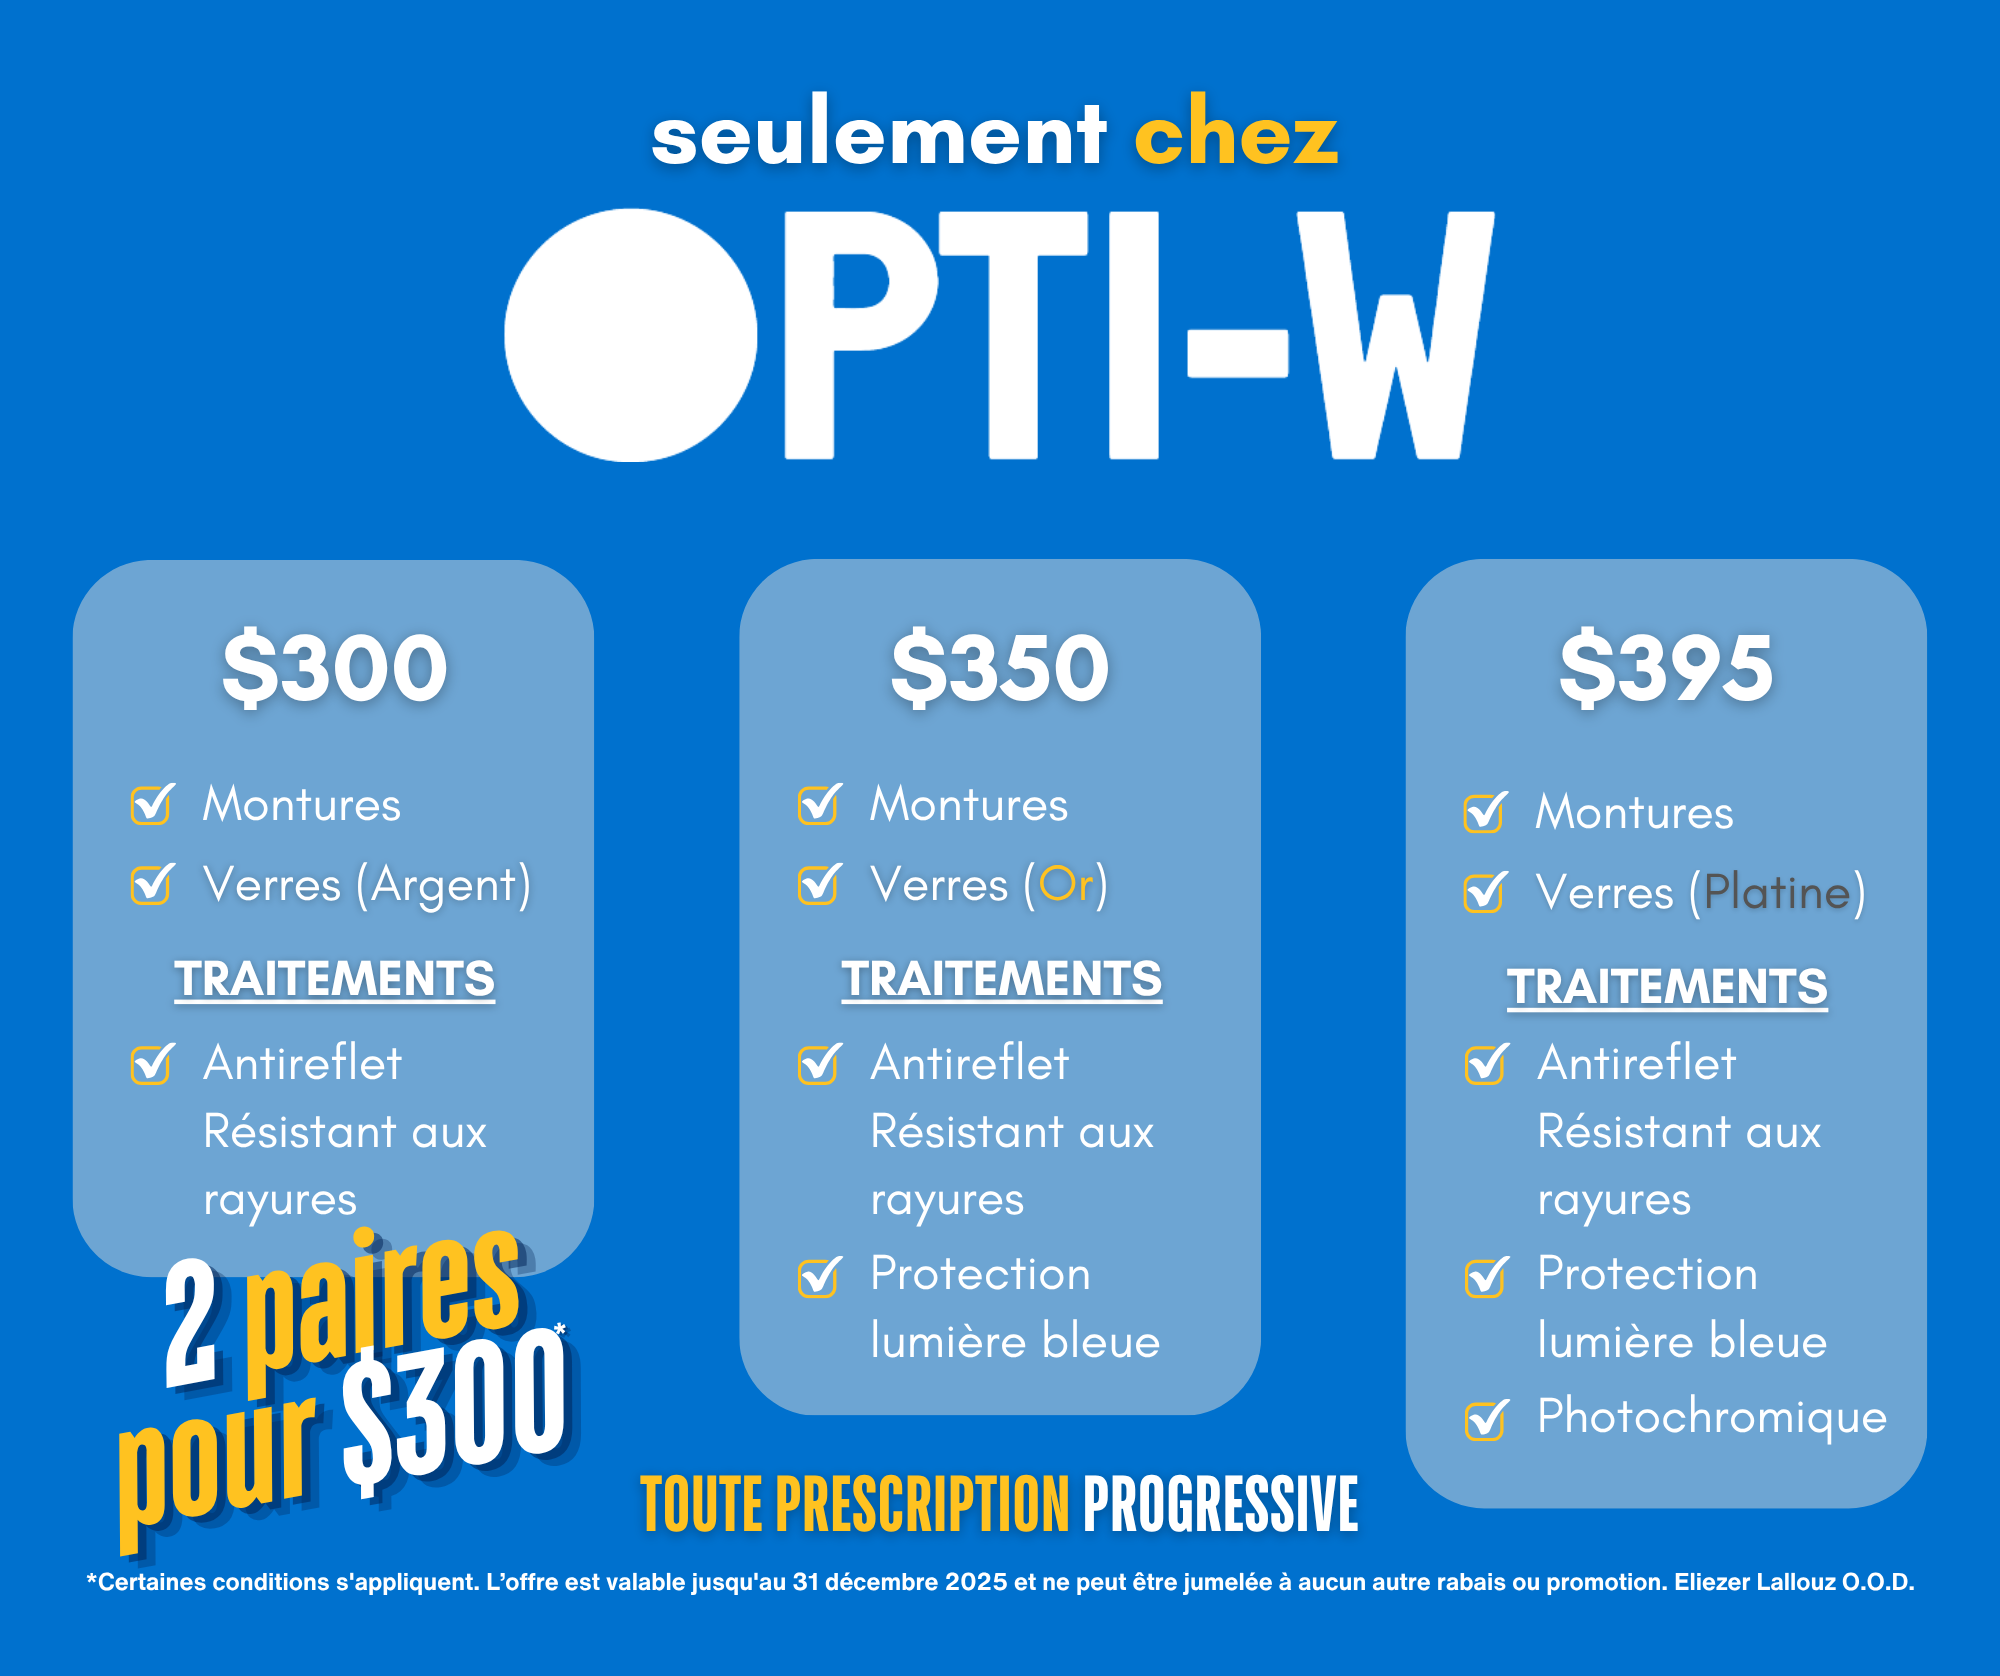 seulement chez
OPTI-W
$300
Montures
Verres (Argent)
TRAITEMENTS
Antireflet
Résistant aux
rayures
2 paires
pour $300*
$350
Montures
Verres (Or)
TRAITEMENTS
Antireflet
Résistant aux
rayures
Protection
lumière bleue
$395
Montures
Verres (Platine)
TRAITEMENTS
Antireflet
Résistant aux
rayures
Protection
lumière bleue
Photochromique
TOUTE PRESCRIPTION PROGRESSIVE
*Certaines conditions s'appliquent. L’offre est valable jusqu'au 31 décembre 2025 et ne peut être jumelée à aucun autre rabais ou promotion. Eliezer Lallouz O.O.D.